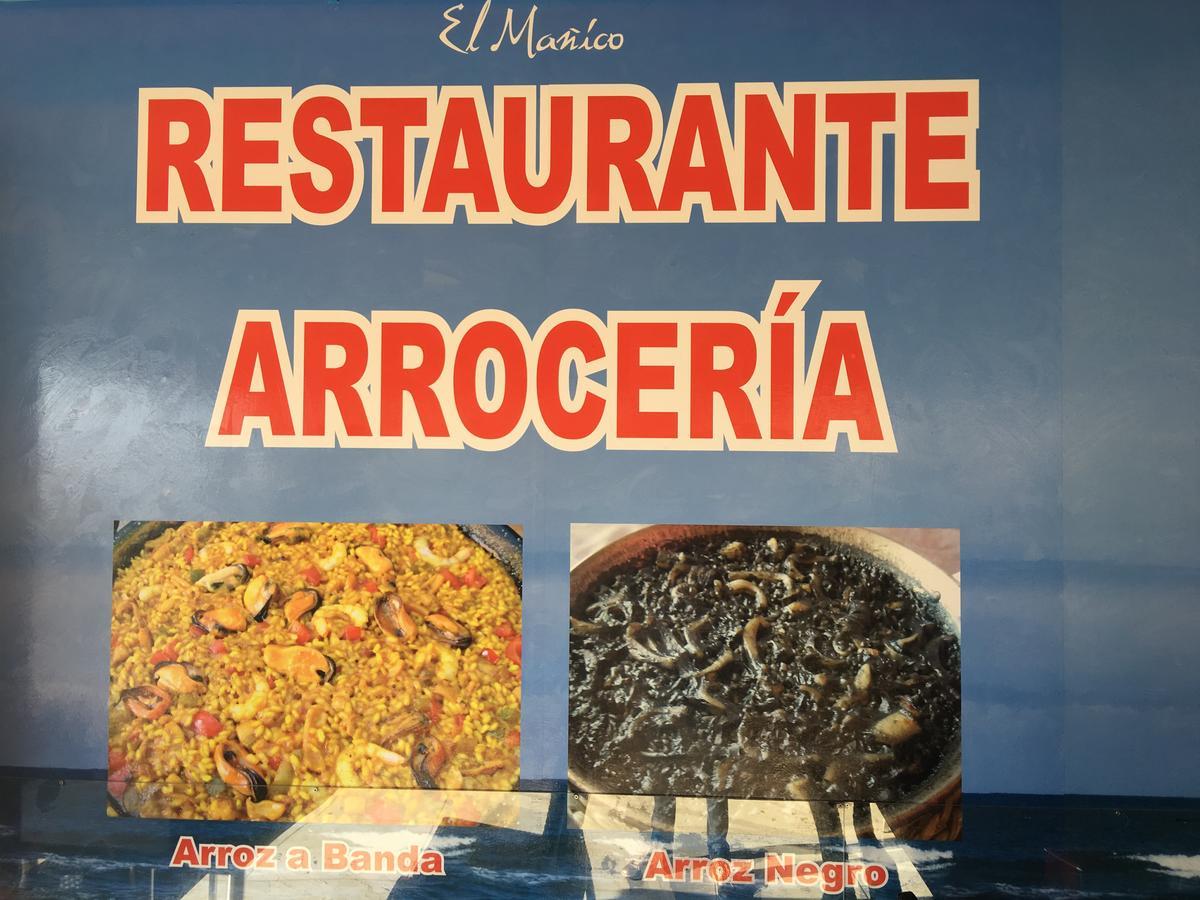 El Mañico
RESTAURANTE
ARROCERÍA
Arroz a Banda
Arroz Negro